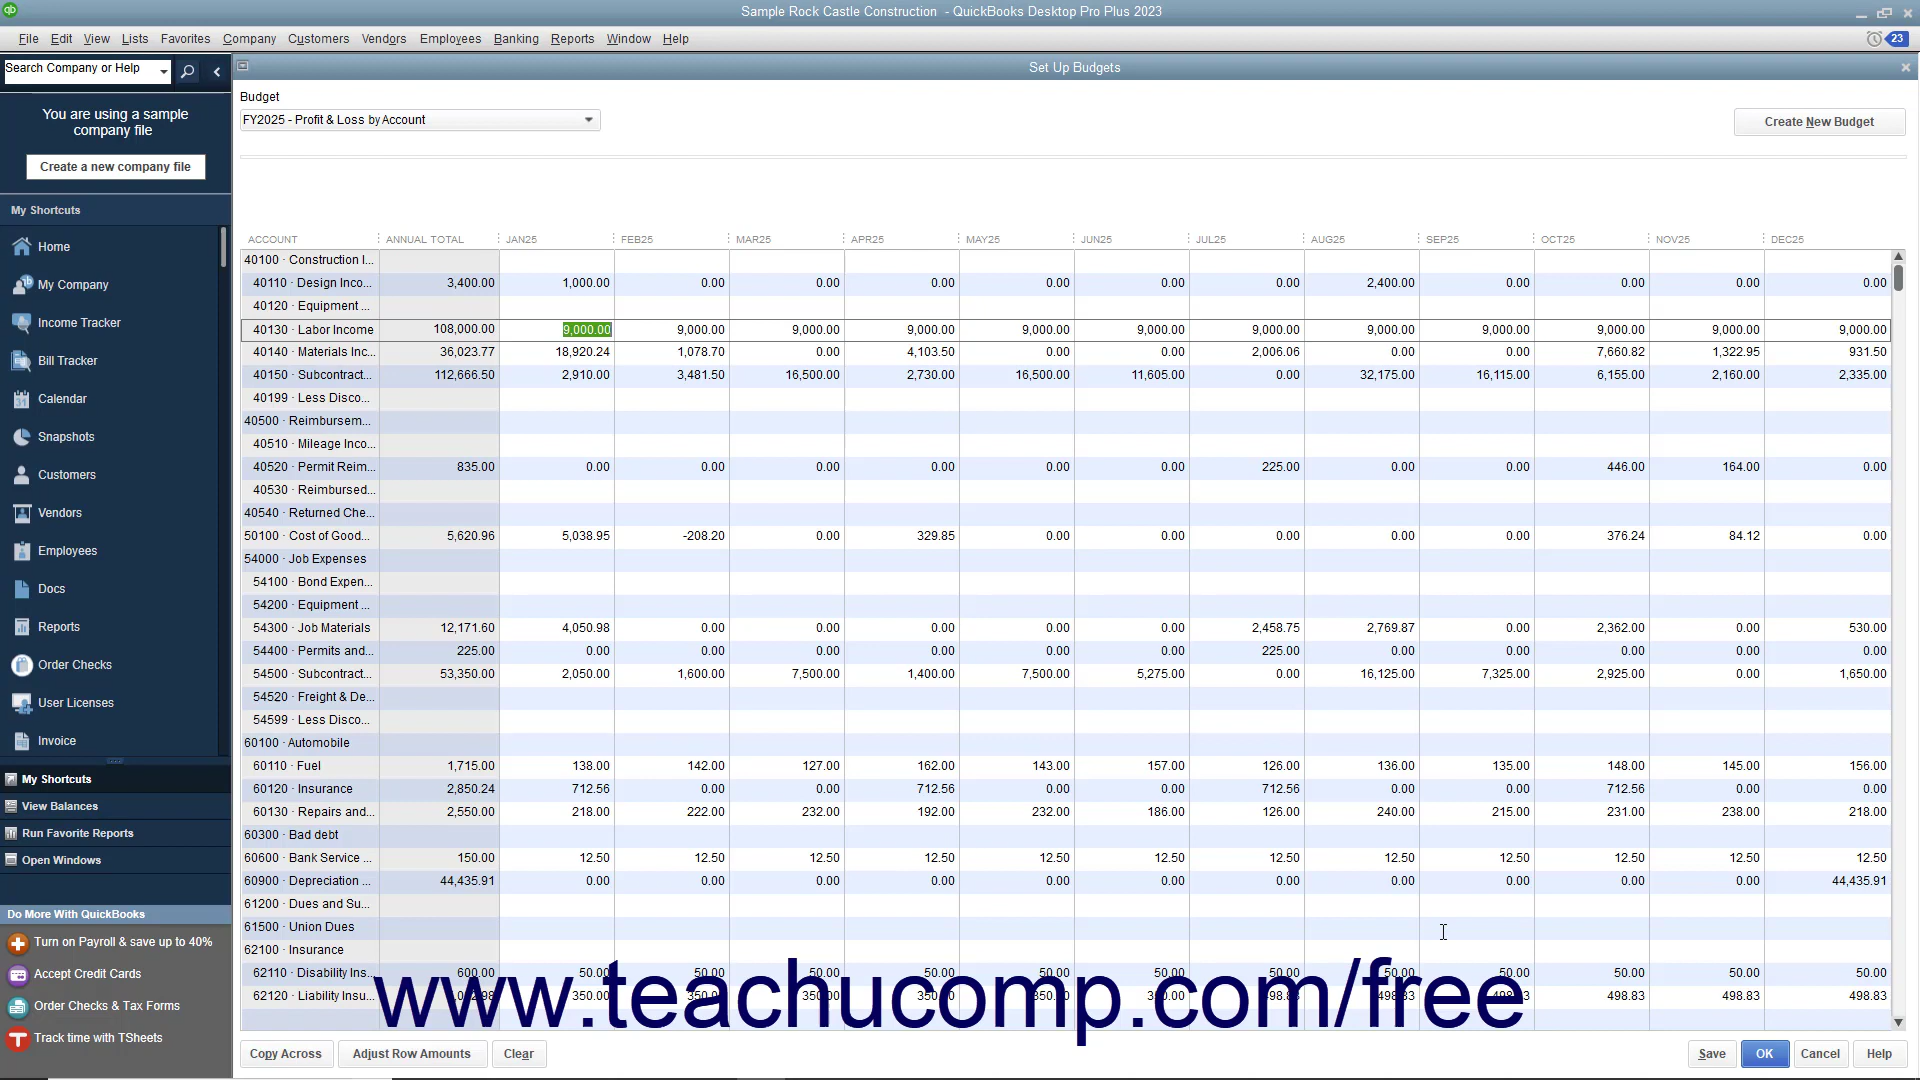 Sample Rock Castle Construction - QuickBooks Desktop Pro Plus 2023
File Edit View Lists Favorites Company Customers Vendors Employees Banking Reports Window Help
23
Search Company or Help
Set Up Budgets
You are using a sample
company file
Create a new company file
My Shortcuts
Home
My Company
Income Tracker
Bill Tracker
Calendar
Snapshots
Customers
Vendors
Employees
Docs
Reports
Order Checks
User Licenses
Invoice
My Shortcuts
View Balances
Run Favorite Reports
Open Windows
Do More With QuickBooks
Turn on Payroll & save up to 40%
Accept Credit Cards
Order Checks & Tax Forms
Track time with TSheets
Budget
FY2025 - Profit & Loss by Account
Create New Budget
ACCOUNT ANNUAL TOTAL JAN25 FEB25 MAR25 APR25 MAY25 JUN25 JUL25 AUG25 SEP25 OCT25 NOV25 DEC25
40100 · Construction I...
40110 · Design Inco... 3,400.00 1,000.00 0.00 0.00 0.00 0.00 0.00 0.00 2,400.00 0.00 0.00 0.00 0.00
40120 · Equipment ...
40130 · Labor Income 108,000.00 9,000.00 9,000.00 9,000.00 9,000.00 9,000.00 9,000.00 9,000.00 9,000.00 9,000.00 9,000.00 9,000.00 9,000.00
40140 · Materials Inc... 36,023.77 18,920.24 1,078.70 0.00 4,103.50 0.00 0.00 2,006.06 0.00 0.00 7,660.82 1,322.95 931.50
40150 · Subcontract... 112,666.50 2,910.00 3,481.50 16,500.00 2,730.00 16,500.00 11,605.00 0.00 32,175.00 16,115.00 6,155.00 2,160.00 2,335.00
40199 · Less Disco...
40500 · Reimbursem...
40510 · Mileage Inco...
40520 · Permit Reim... 835.00 0.00 0.00 0.00 0.00 0.00 0.00 225.00 0.00 0.00 446.00 164.00 0.00
40530 · Reimbursed...
40540 · Returned Che...
50100 · Cost of Good... 5,620.96 5,038.95 -208.20 0.00 329.85 0.00 0.00 0.00 0.00 0.00 376.24 84.12 0.00
54000 · Job Expenses
54100 · Bond Expen...
54200 · Equipment ...
54300 · Job Materials 12,171.60 4,050.98 0.00 0.00 0.00 0.00 0.00 2,458.75 2,769.87 0.00 2,362.00 0.00 530.00
54400 · Permits and... 225.00 0.00 0.00 0.00 0.00 0.00 0.00 225.00 0.00 0.00 0.00 0.00 0.00
54500 · Subcontract... 53,350.00 2,050.00 1,600.00 7,500.00 1,400.00 7,500.00 5,275.00 0.00 16,125.00 7,325.00 2,925.00 0.00 1,650.00
54520 · Freight & De...
54599 · Less Disco...
60100 · Automobile
60110 · Fuel 1,715.00 138.00 142.00 127.00 162.00 143.00 157.00 126.00 136.00 135.00 148.00 145.00 156.00
60120 · Insurance 2,850.24 712.56 0.00 0.00 712.56 0.00 0.00 712.56 0.00 0.00 712.56 0.00 0.00
60130 · Repairs and... 2,550.00 218.00 222.00 232.00 192.00 232.00 186.00 126.00 240.00 215.00 231.00 238.00 218.00
60300 · Bad debt
60600 · Bank Service ... 150.00 12.50 12.50 12.50 12.50 12.50 12.50 12.50 12.50 12.50 12.50 12.50 12.50
60900 · Depreciation ... 44,435.91 0.00 0.00 0.00 0.00 0.00 0.00 0.00 0.00 0.00 0.00 0.00 44,435.91
61200 · Dues and Su...
61500 · Union Dues
62100 · Insurance
62110 · Disability Ins... 600.00 50.00 50.00 50.00 50.00 50.00 50.00 50.00 50.00 50.00 50.00 50.00 50.00
62120 · Liability Insu... 350.00 350.00 350.00 350.00 350.00 350.00 498.83 498.83 498.83 498.83 498.83 498.83
www.teachucomp.com/free
Copy Across Adjust Row Amounts Clear Save OK Cancel Help